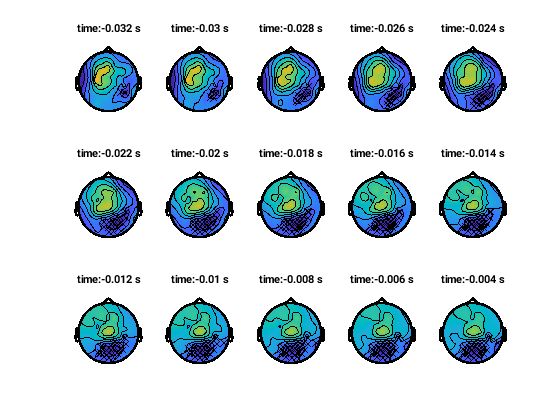 time:-0.032 s time:-0.03 s time:-0.028 s time:-0.026 s time:-0.024 s
time:-0.022 s time:-0.02 s time:-0.018 s time:-0.016 s time:-0.014 s
time:-0.012 s time:-0.01 s time:-0.008 s time:-0.006 s time:-0.004 s